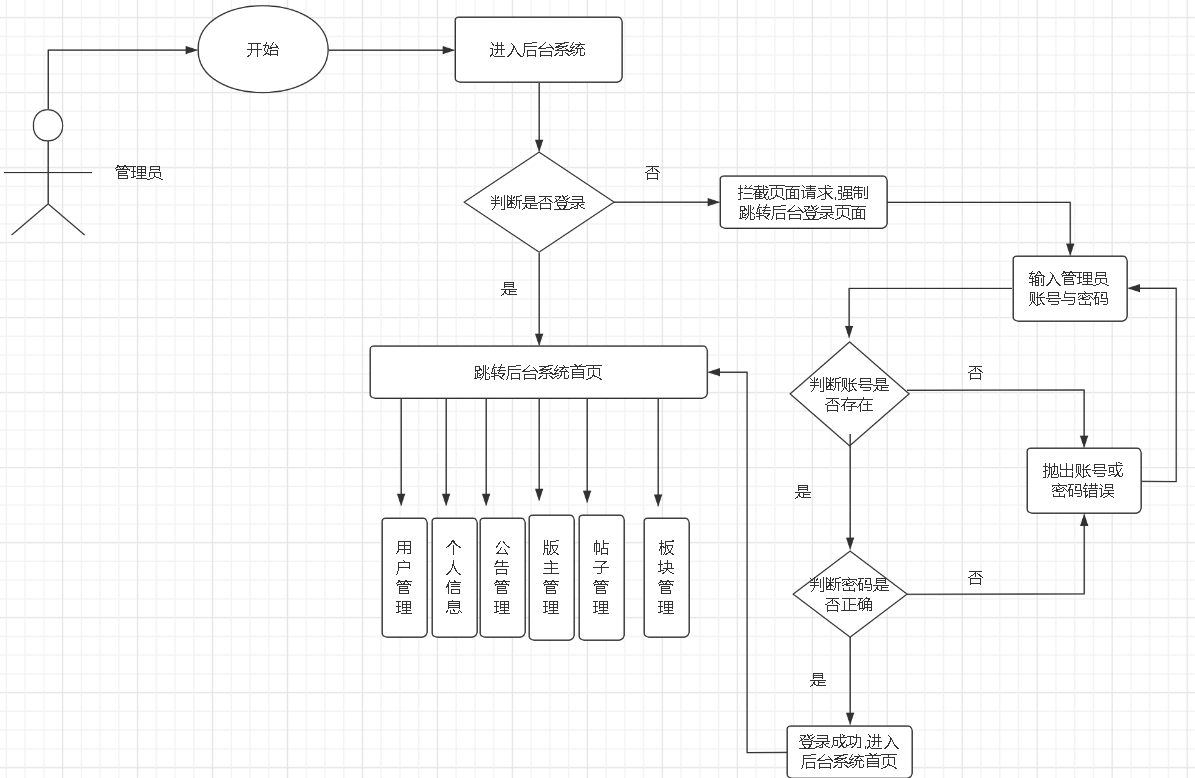 开始
进入后台系统
管理员
判断是否登录
否
拦截页面请求,强制
跳转后台登录页面
是
输入管理员
账号与密码
跳转后台系统首页
判断账号是
否存在
否
抛出账号或
密码错误
是
用户管理
个人信息
公告管理
版主管理
帖子管理
板块管理
判断密码是
否正确
否
是
登录成功,进入
后台系统首页